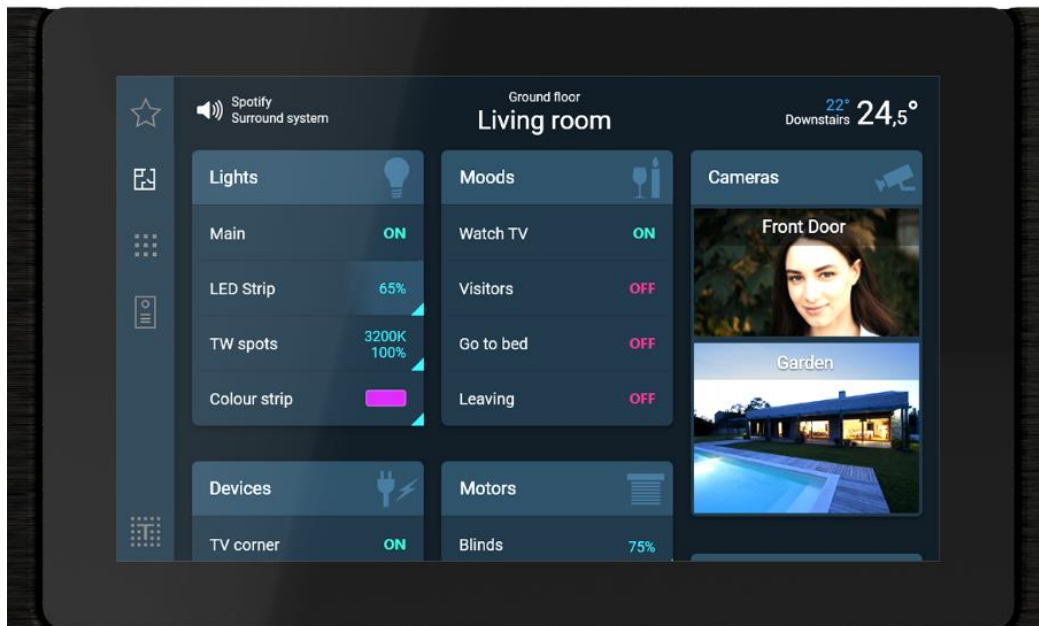 Spotify
Surround system
Ground floor
Living room
22°
Downstairs
24,5°
Lights
Main ON
LED Strip 65%
TW spots 3200K
100%
Colour strip
Moods
Watch TV ON
Visitors OFF
Go to bed OFF
Leaving OFF
Cameras
Front Door
Garden
Devices
TV corner ON
Motors
Blinds 75%